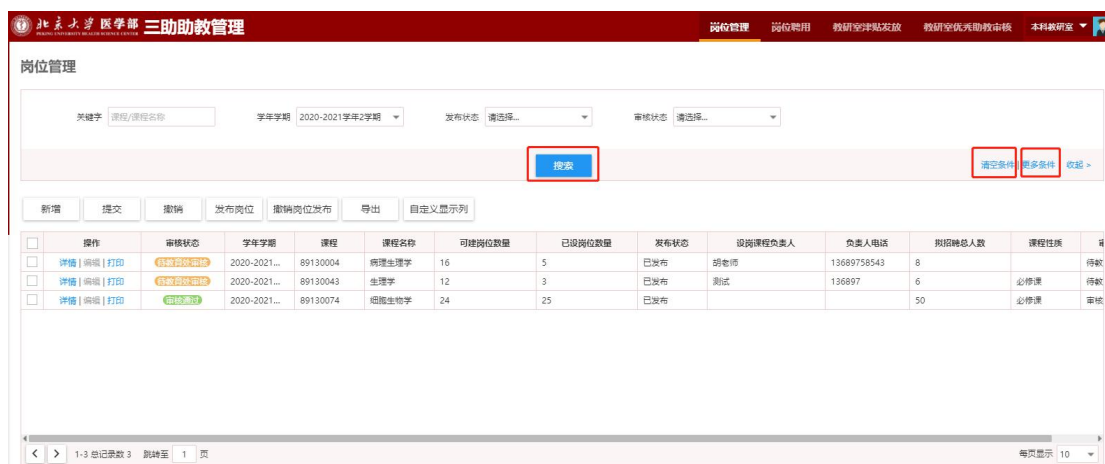 北京大学 医学部 三助助教管理 岗位管理 岗位聘用 教研室津贴发放 教研室优秀助教审核 本科教研室
PEKING UNIVERSITY HEALTH SCIENCE CENTER
岗位管理
关键字 课程/课程名称 学年学期 2020-2021学年2学期 发布状态 请选择... 审核状态 请选择...
搜索 清空条件 | 更多条件 收起
新增 提交 撤销 发布岗位 撤销岗位发布 导出 自定义显示列
操作 审核状态 学年学期 课程 课程名称 可建岗位数量 已设岗位数量 发布状态 设岗课程负责人 负责人电话 拟招聘总人数 课程性质
详情 | 编辑 | 打印 待教育处审核 2020-2021... 89130004 病理生理学 16 5 已发布 胡老师 13689758543 8 待教
详情 | 编辑 | 打印 待教育处审核 2020-2021... 89130043 生理学 12 3 已发布 测试 136897 6 必修课 待教
详情 | 编辑 | 打印 审核通过 2020-2021... 89130074 细胞生物学 24 25 已发布 50 必修课 审核
< > 1-3 总记录数 3 跳转至 1 页 每页显示 10